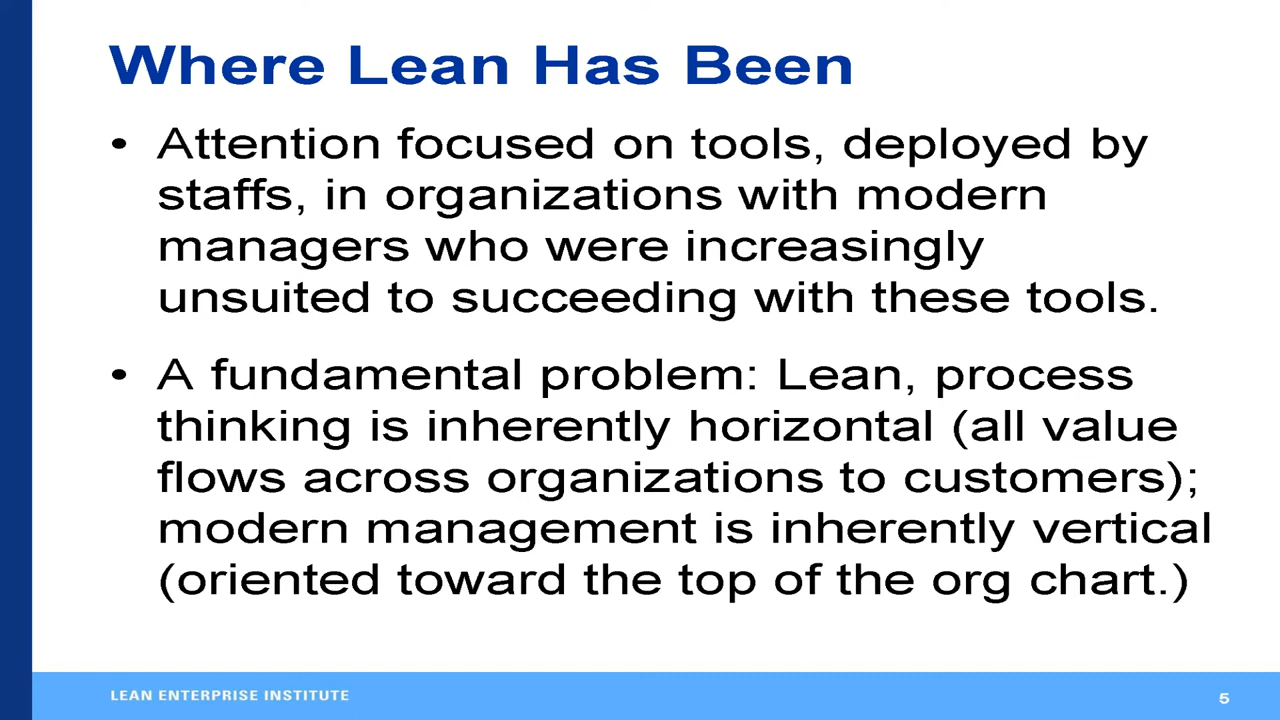 Where Lean Has Been
• Attention focused on tools, deployed by
staffs, in organizations with modern
managers who were increasingly
unsuited to succeeding with these tools.
• A fundamental problem: Lean, process
thinking is inherently horizontal (all value
flows across organizations to customers);
modern management is inherently vertical
(oriented toward the top of the org chart.)
LEAN ENTERPRISE INSTITUTE
5